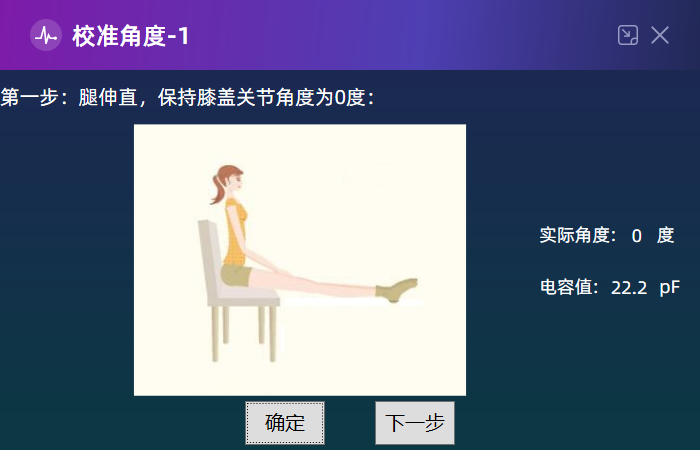 校准角度-1
第一步：腿伸直，保持膝盖关节角度为0度：
实际角度： 0 度
电容值： 22.2 pF
确定
下一步